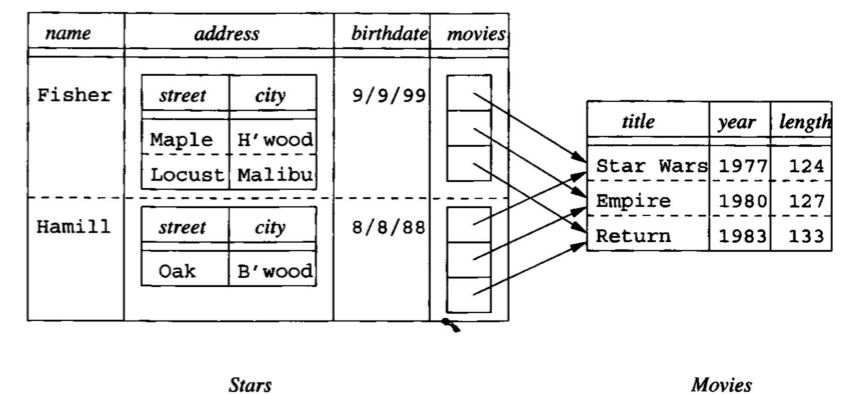 name address birthdate movies
Fisher street city 9/9/99
Maple H'wood
Locust Malibu
Hamill street city 8/8/88
Oak B'wood
title year length
Star Wars 1977 124
Empire 1980 127
Return 1983 133
Stars Movies